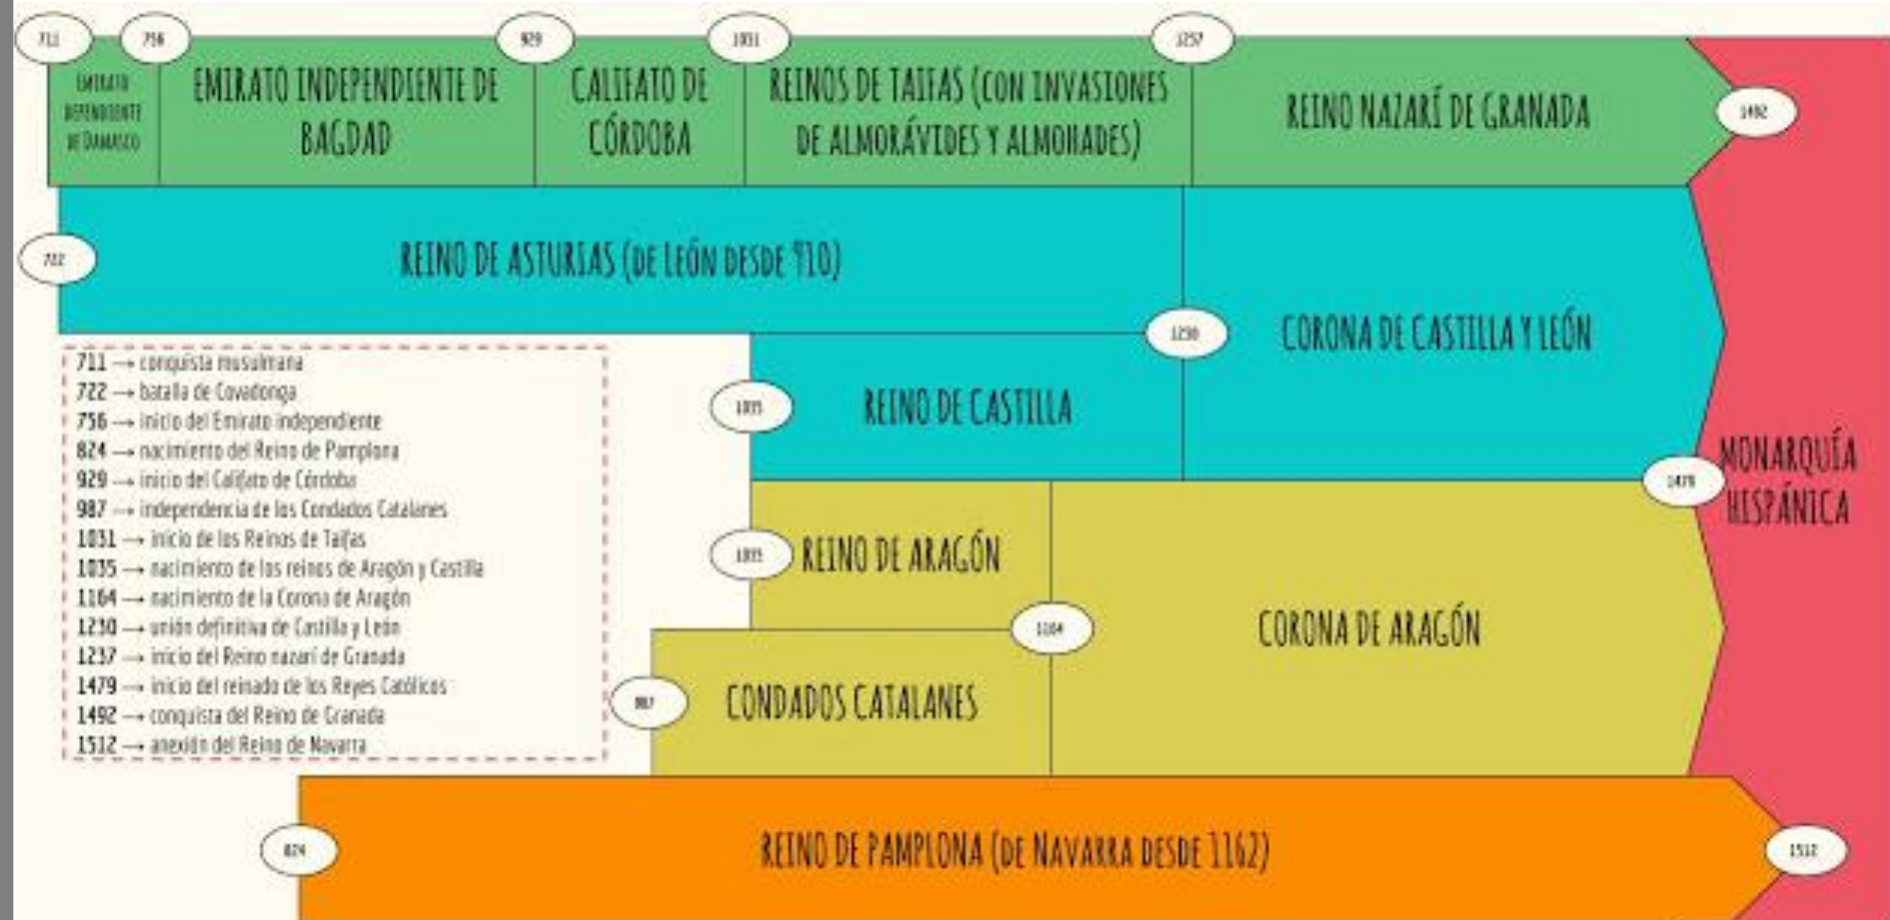 711
756
929
1031
1237
EMIRATO
DEPENDIENTE
DE DAMASCO
EMIRATO INDEPENDIENTE DE
BAGDAD
CALIFATO DE
CÓRDOBA
REINOS DE TAIFAS (CON INVASIONES
DE ALMORÁVIDES Y ALMOHADES)
REINO NAZARÍ DE GRANADA
1492
722
REINO DE ASTURIAS (DE LEÓN DESDE 910)
1230
CORONA DE CASTILLA Y LEÓN
1035
REINO DE CASTILLA
1479
MONARQUÍA
HISPÁNICA
711 → conquista musulmana
722 → batalla de Covadonga
756 → inicio del Emirato independiente
824 → nacimiento del Reino de Pamplona
929 → inicio del Califato de Córdoba
987 → independencia de los Condados Catalanes
1031 → inicio de los Reinos de Taifas
1035 → nacimiento de los reinos de Aragón y Castilla
1164 → nacimiento de la Corona de Aragón
1230 → unión definitiva de Castilla y León
1237 → inicio del Reino nazarí de Granada
1479 → inicio del reinado de los Reyes Católicos
1492 → conquista del Reino de Granada
1512 → anexión del Reino de Navarra
1035
REINO DE ARAGÓN
1164
CORONA DE ARAGÓN
987
CONDADOS CATALANES
824
REINO DE PAMPLONA (DE NAVARRA DESDE 1162)
1512